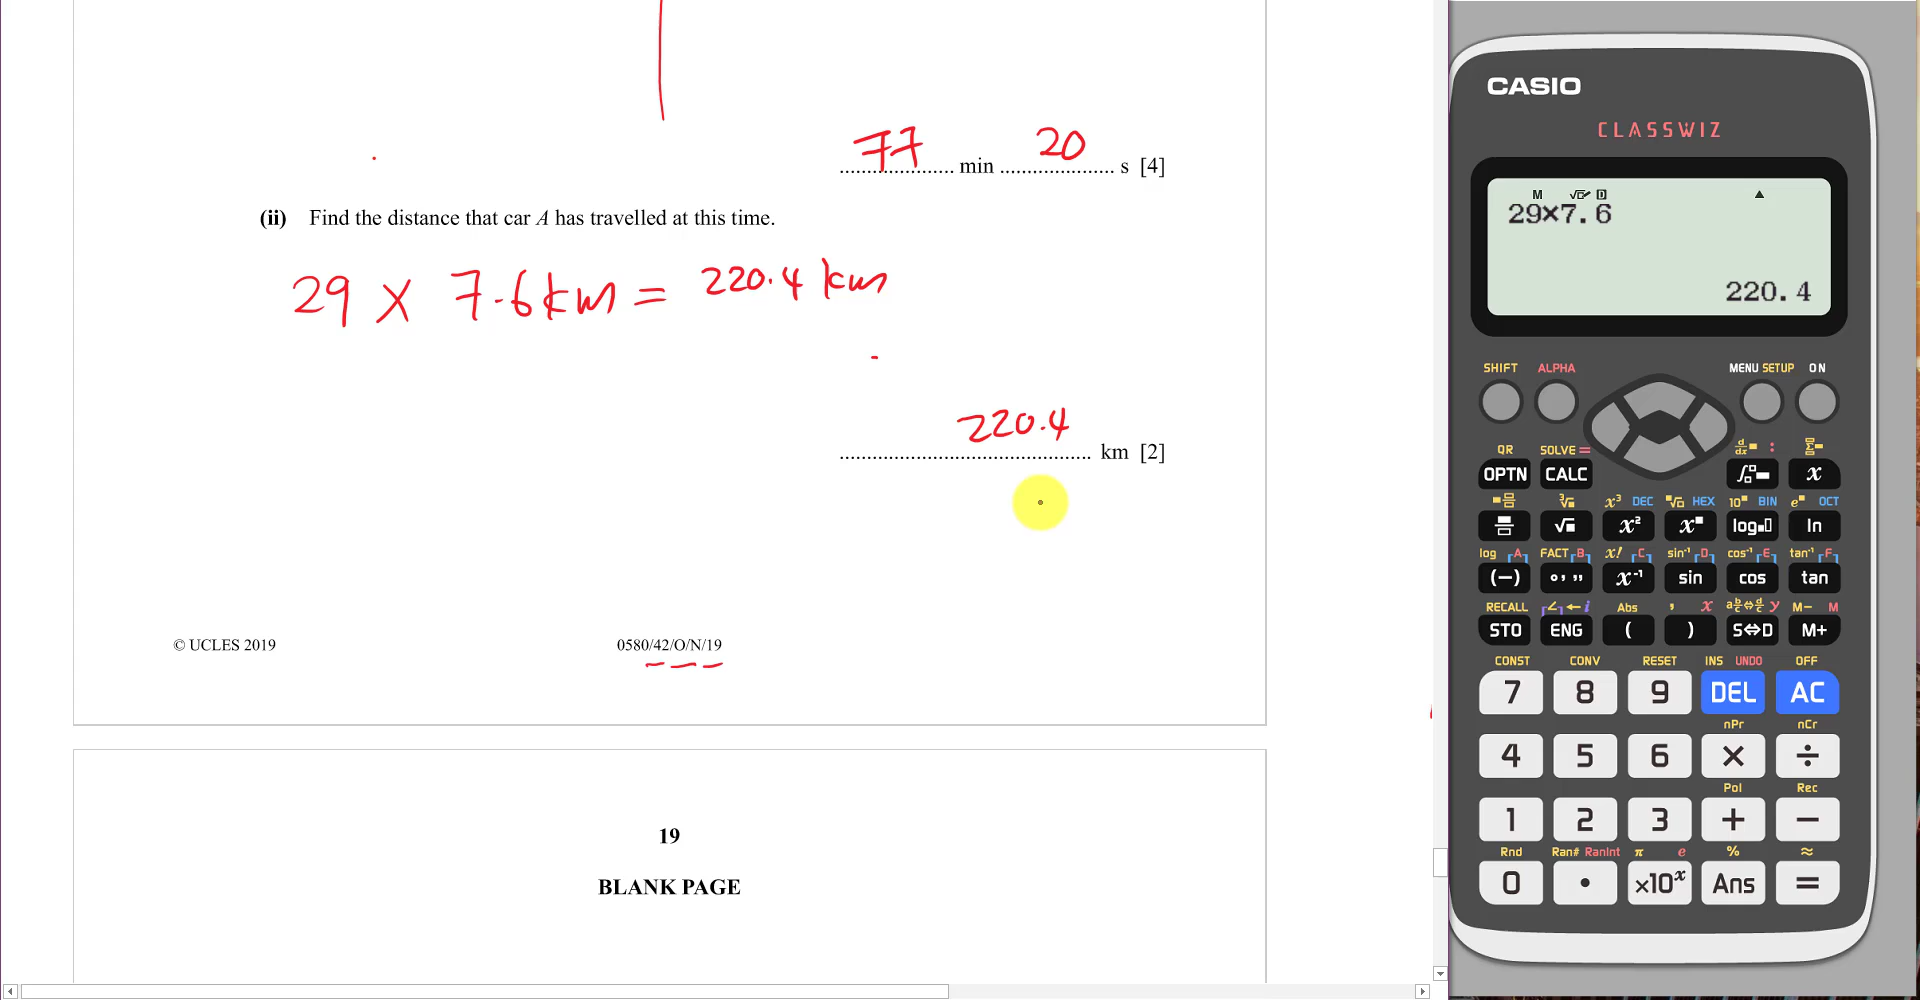 77 min 20 s [4]
(ii) Find the distance that car A has travelled at this time.
29 × 7.6km = 220.4 km
220.4
km [2]
© UCLES 2019
0580/42/O/N/19
19
BLANK PAGE
CASIO
CLASSWIZ
M √ D ▲
29×7.6
220.4
SHIFT ALPHA MENU SETUP ON
QR SOLVE = d/dx : Σ
OPTN CALC ∫ x
³√ x³ DEC √ HEX 10 BIN e OCT
√ x² x log ln
log A FACT B x! C sin⁻¹ D cos⁻¹ E tan⁻¹ F
(−) ° ' " x⁻¹ sin cos tan
RECALL ∠ ← i Abs , x a b/c⇔d/c y M− M
STO ENG ( ) S⇔D M+
CONST CONV RESET INS UNDO OFF
7 8 9 DEL AC
nPr nCr
4 5 6 × ÷
Pol Rec
1 2 3 + −
Rnd Ran# RanInt π e % ≈
0 • ×10ˣ Ans =